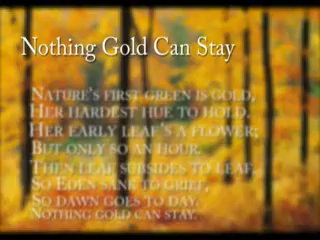 Nothing Gold Can Stay
Nature's first green is gold,
Her hardest hue to hold.
Her early leaf's a flower;
But only so an hour.
Then leaf subsides to leaf,
So Eden sank to grief,
So dawn goes to day.
Nothing gold can stay.